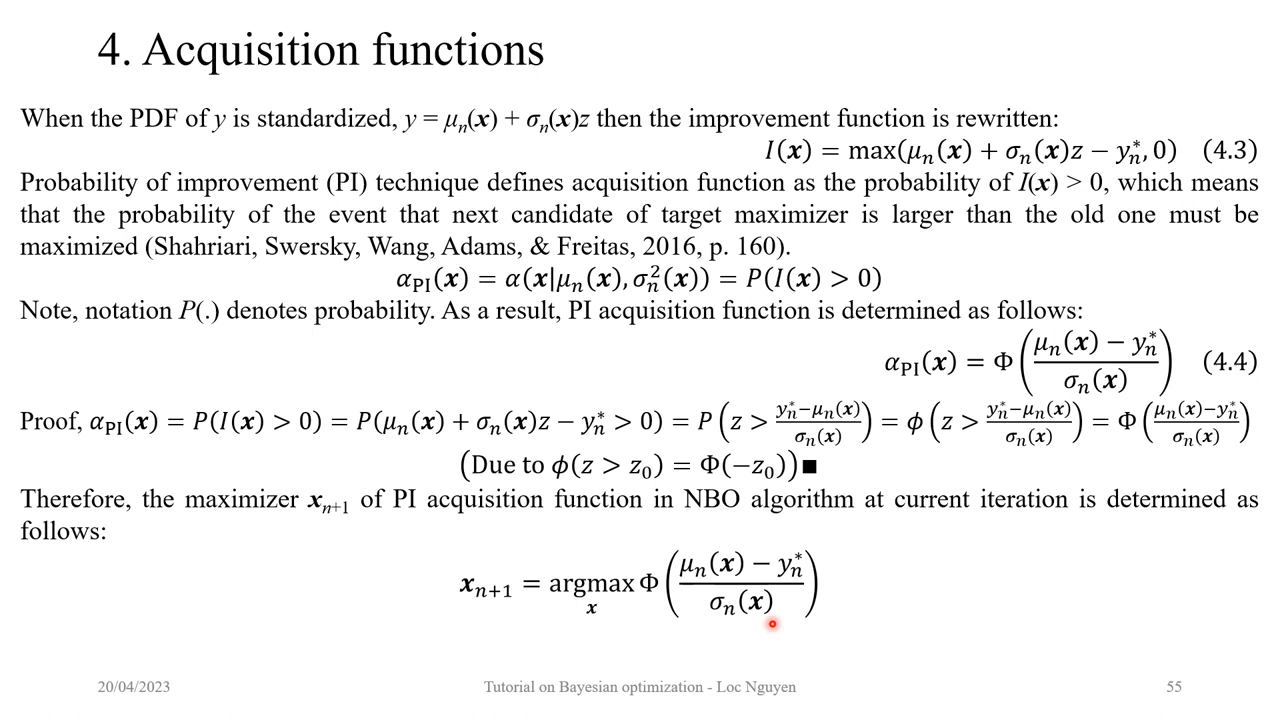 4. Acquisition functions
When the PDF of y is standardized, y = μₙ(x) + σₙ(x)z then the improvement function is rewritten:
I(x) = max(μₙ(x) + σₙ(x)z − yₙ*, 0) (4.3)
Probability of improvement (PI) technique defines acquisition function as the probability of I(x) > 0, which means
that the probability of the event that next candidate of target maximizer is larger than the old one must be
maximized (Shahriari, Swersky, Wang, Adams, & Freitas, 2016, p. 160).
α_PI(x) = α(x|μₙ(x), σₙ²(x)) = P(I(x) > 0)
Note, notation P(.) denotes probability. As a result, PI acquisition function is determined as follows:
α_PI(x) = Φ((μₙ(x) − yₙ*)/σₙ(x)) (4.4)
Proof, α_PI(x) = P(I(x) > 0) = P(μₙ(x) + σₙ(x)z − yₙ* > 0) = P(z > (yₙ*−μₙ(x))/σₙ(x)) = ϕ(z > (yₙ*−μₙ(x))/σₙ(x)) = Φ((μₙ(x)−yₙ*)/σₙ(x))
(Due to ϕ(z > z₀) = Φ(−z₀))■
Therefore, the maximizer xₙ₊₁ of PI acquisition function in NBO algorithm at current iteration is determined as
follows:
xₙ₊₁ = argmax_x Φ((μₙ(x) − yₙ*)/σₙ(x))
20/04/2023 Tutorial on Bayesian optimization - Loc Nguyen 55